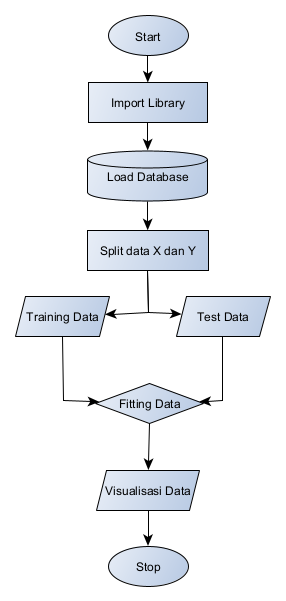 Start
Import Library
Load Database
Split data X dan Y
Training Data
Test Data
Fitting Data
Visualisasi Data
Stop